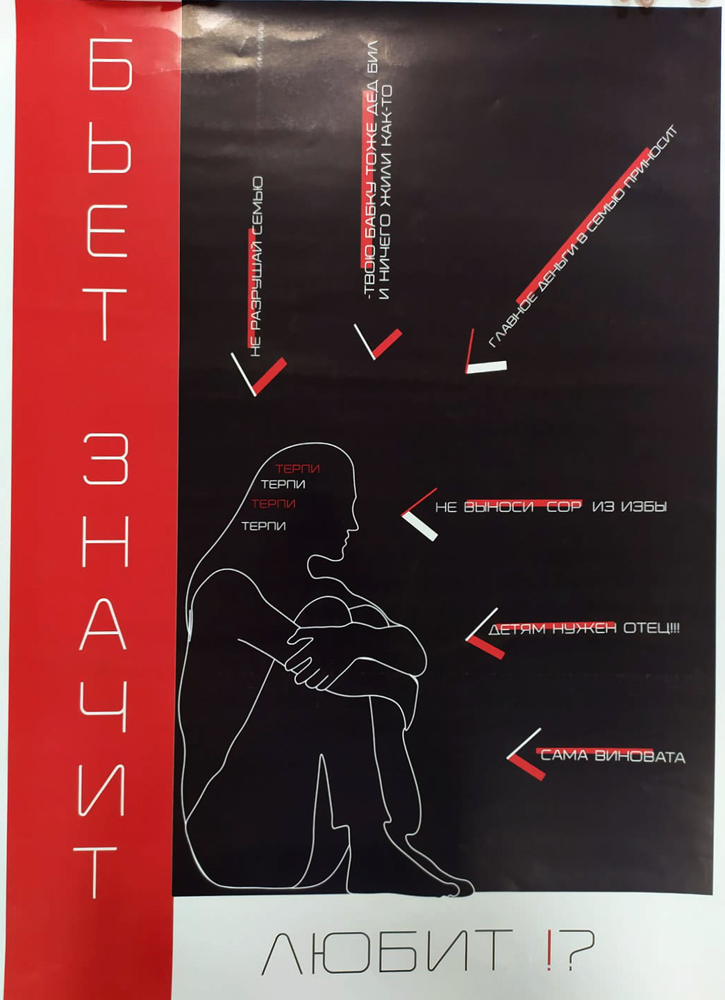 БЬЕТ
ЗНАЧИТ
ЛЮБИТ !?
НЕ РАЗРУШАЙ СЕМЬЮ
-ТВОЮ БАБКУ ТОЖЕ ДЕД БИЛ
И НИЧЕГО ЖИЛИ КАК-ТО
ГЛАВНОЕ ДЕНЬГИ В СЕМЬЮ ПРИНОСИТ
ТЕРПИ
ТЕРПИ
ТЕРПИ
ТЕРПИ
НЕ ВЫНОСИ СОР ИЗ ИЗБЫ
ДЕТЯМ НУЖЕН ОТЕЦ!!!
САМА ВИНОВАТА